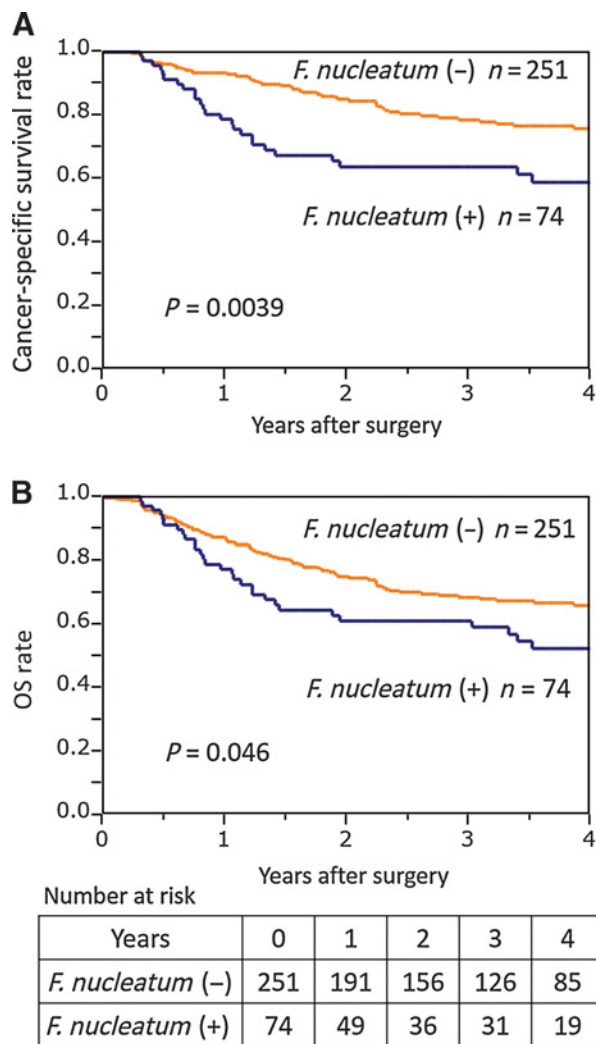 A
Cancer-specific survival rate
1.0
0.8
0.6
0.4
0.2
0.0
F. nucleatum (−) n = 251
F. nucleatum (+) n = 74
P = 0.0039
0 1 2 3 4
Years after surgery
B
OS rate
1.0
0.8
0.6
0.4
0.2
0.0
F. nucleatum (−) n = 251
F. nucleatum (+) n = 74
P = 0.046
0 1 2 3 4
Years after surgery
Number at risk
Years 0 1 2 3 4
F. nucleatum (−) 251 191 156 126 85
F. nucleatum (+) 74 49 36 31 19